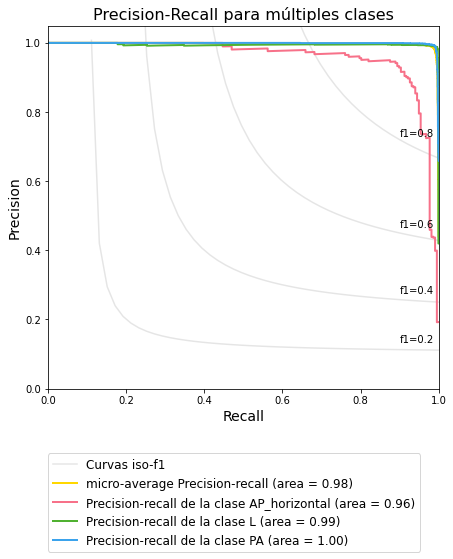 Precision-Recall para múltiples clases
1.0
0.8
f1=0.8
0.6
f1=0.6
0.4
f1=0.4
0.2
f1=0.2
0.0
Precision
0.0 0.2 0.4 0.6 0.8 1.0
Recall
Curvas iso-f1
micro-average Precision-recall (area = 0.98)
Precision-recall de la clase AP_horizontal (area = 0.96)
Precision-recall de la clase L (area = 0.99)
Precision-recall de la clase PA (area = 1.00)